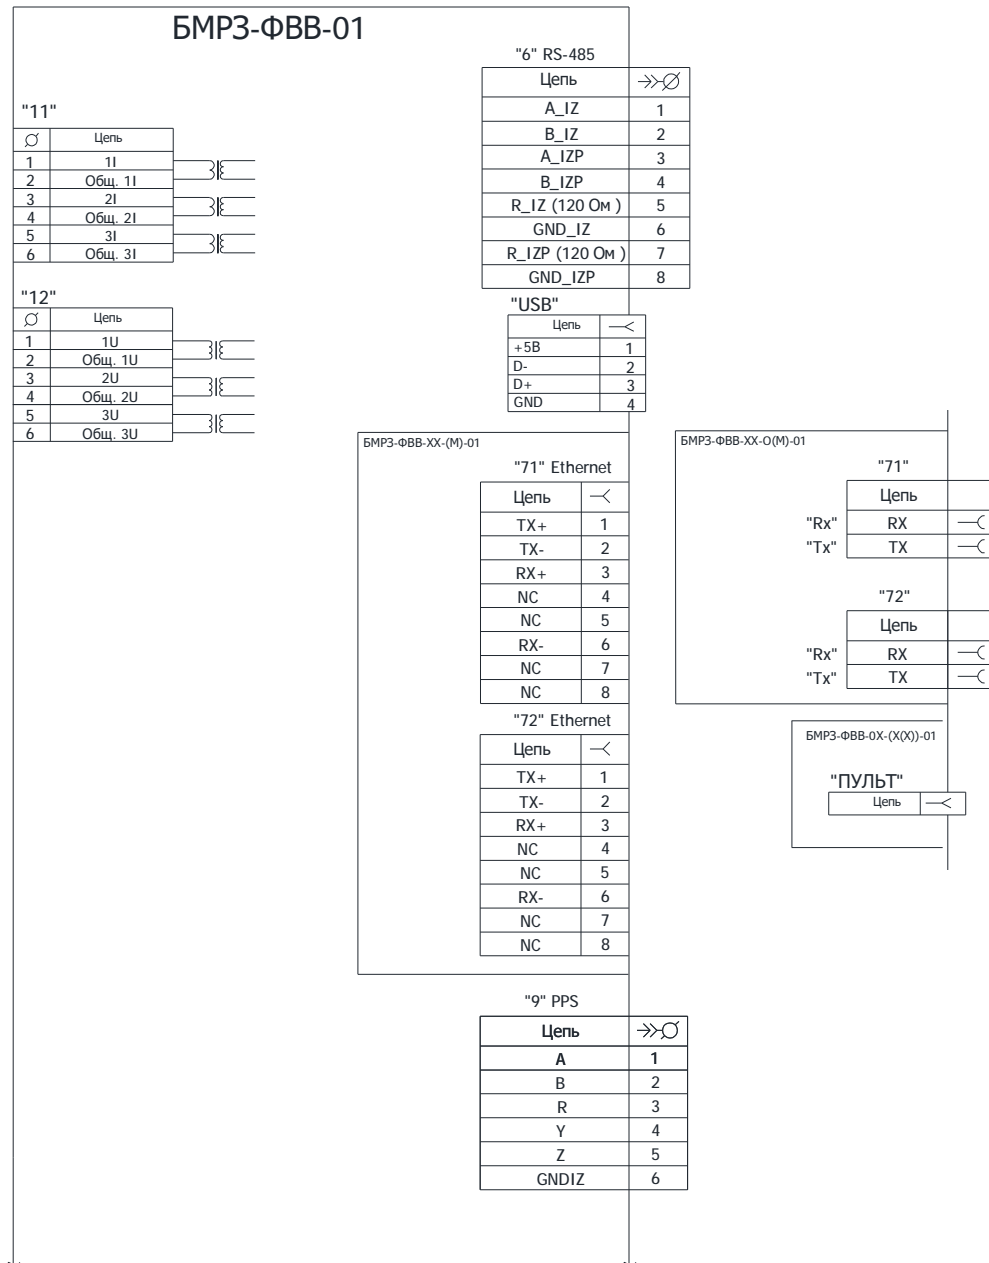 БМРЗ-ФВВ-01
"11"
Цепь
1 1I
2 Общ. 1I
3 2I
4 Общ. 2I
5 3I
6 Общ. 3I
"12"
Цепь
1 1U
2 Общ. 1U
3 2U
4 Общ. 2U
5 3U
6 Общ. 3U
"6" RS-485
Цепь
A_IZ 1
B_IZ 2
A_IZP 3
B_IZP 4
R_IZ (120 Ом ) 5
GND_IZ 6
R_IZP (120 Ом ) 7
GND_IZP 8
"USB"
Цепь
+5В 1
D- 2
D+ 3
GND 4
БМРЗ-ФВВ-ХХ-(М)-01
"71" Ethernet
Цепь
TX+ 1
TX- 2
RX+ 3
NC 4
NC 5
RX- 6
NC 7
NC 8
"72" Ethernet
Цепь
TX+ 1
TX- 2
RX+ 3
NC 4
NC 5
RX- 6
NC 7
NC 8
"9" PPS
Цепь
A 1
B 2
R 3
Y 4
Z 5
GNDIZ 6
БМРЗ-ФВВ-ХХ-О(М)-01
"71"
Цепь
"Rx" RX
"Tx" TX
"72"
Цепь
"Rx" RX
"Tx" TX
БМРЗ-ФВВ-0Х-(Х(Х))-01
"ПУЛЬТ"
Цепь